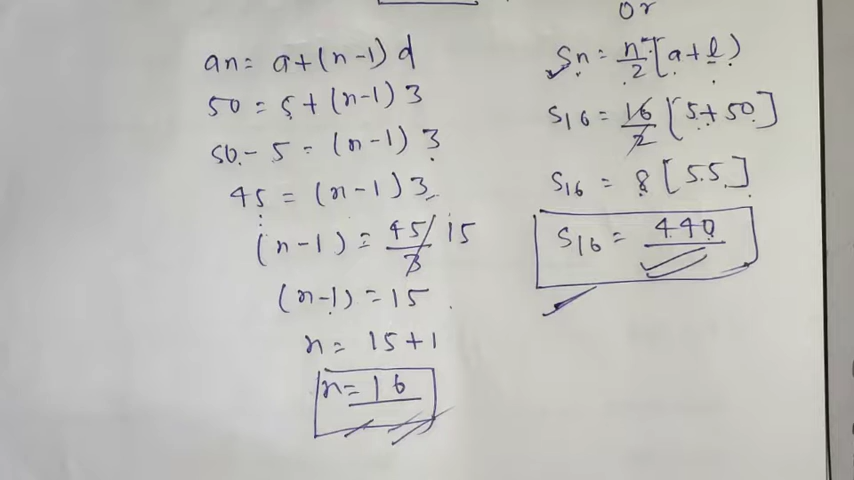 an = a+(n-1) d
50 = 5+(n-1) 3
50-5 = (n-1) 3
45 = (n-1) 3
(n-1) = 45/3 15
(n-1) = 15
n = 15+1
n = 16
Or
Sn = n/2 [a+l)
S16 = 16/2 [5+50]
S16 = 8 [55]
S16 = 440